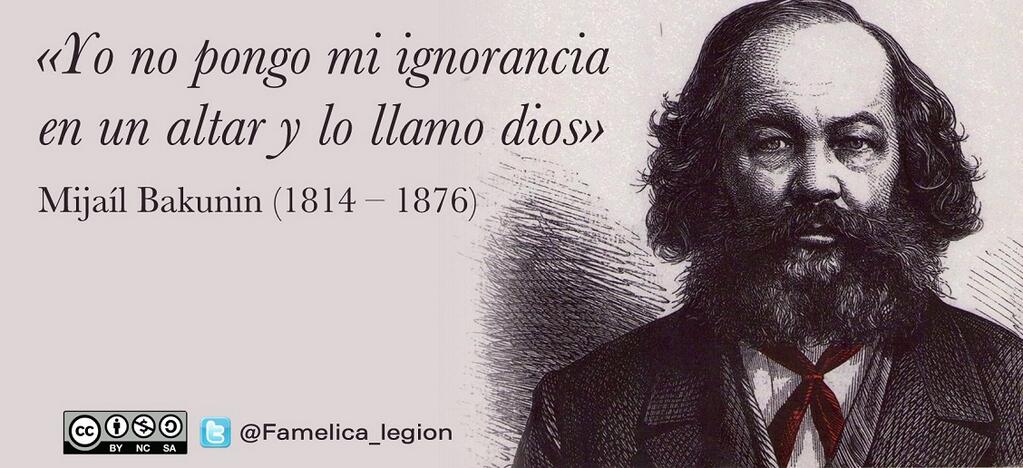 «Yo no pongo mi ignorancia
en un altar y lo llamo dios»
Mijaíl Bakunin (1814 – 1876)
cc BY NC SA @Famelica_legion